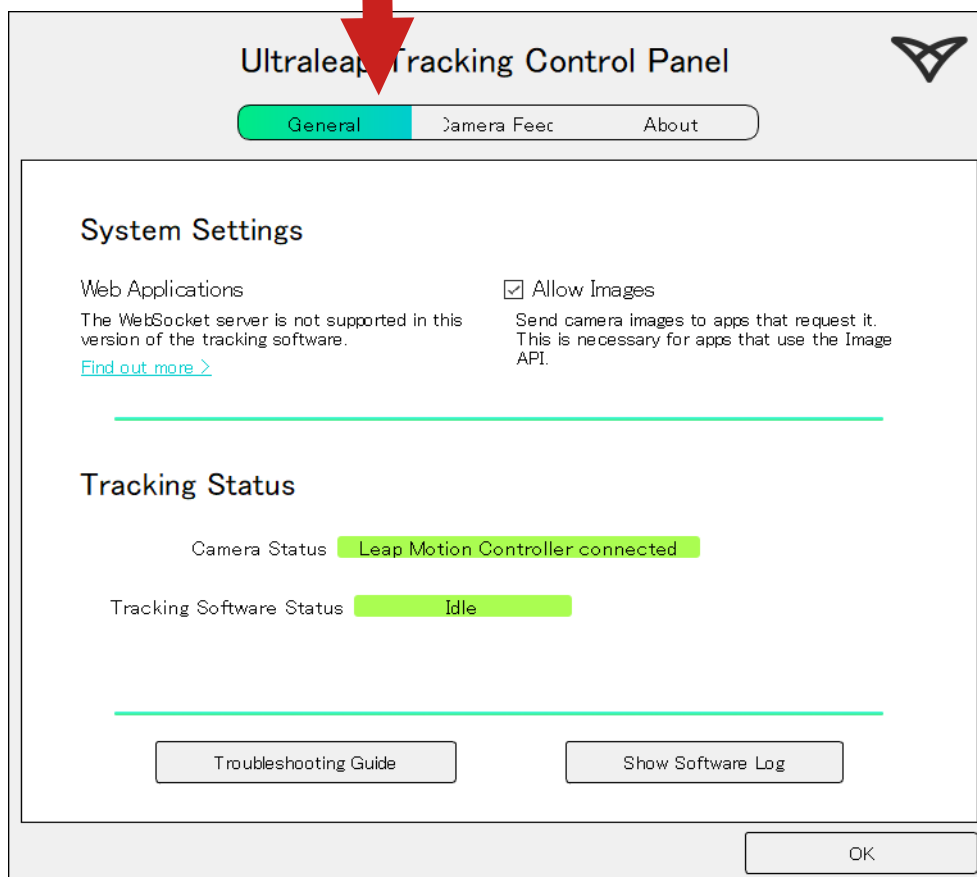 Ultraleap Tracking Control Panel
General
Camera Feed
About
System Settings
Web Applications
The WebSocket server is not supported in this
version of the tracking software.
Find out more >
Allow Images
Send camera images to apps that request it.
This is necessary for apps that use the Image
API.
Tracking Status
Camera Status Leap Motion Controller connected
Tracking Software Status Idle
Troubleshooting Guide
Show Software Log
OK